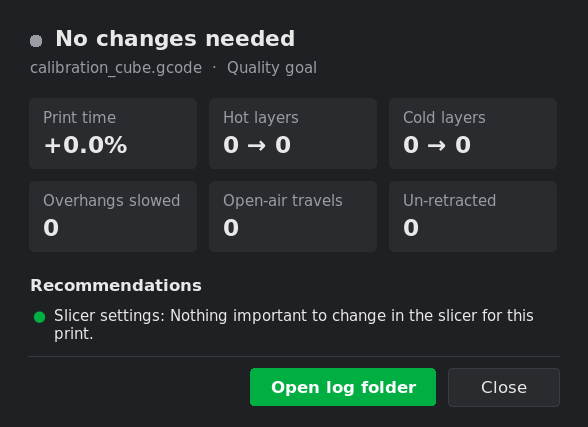 No changes needed
calibration_cube.gcode · Quality goal
Print time
+0.0%
Hot layers
0 → 0
Cold layers
0 → 0
Overhangs slowed
0
Open-air travels
0
Un-retracted
0
Recommendations
Slicer settings: Nothing important to change in the slicer for this
print.
Open log folder
Close